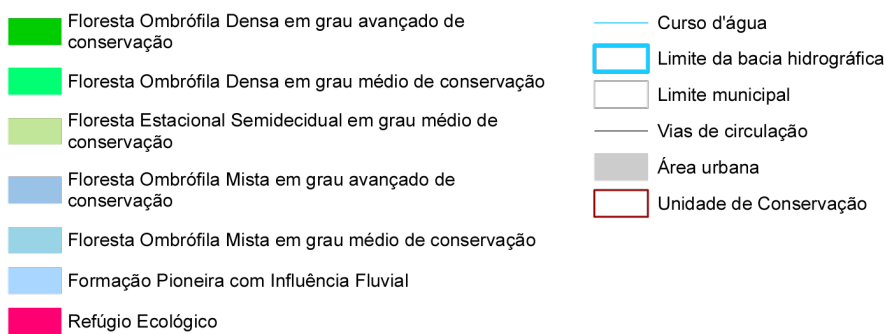 Floresta Ombrófila Densa em grau avançado de
conservação
Floresta Ombrófila Densa em grau médio de conservação
Floresta Estacional Semidecidual em grau médio de
conservação
Floresta Ombrófila Mista em grau avançado de
conservação
Floresta Ombrófila Mista em grau médio de conservação
Formação Pioneira com Influência Fluvial
Refúgio Ecológico
Curso d'água
Limite da bacia hidrográfica
Limite municipal
Vias de circulação
Área urbana
Unidade de Conservação